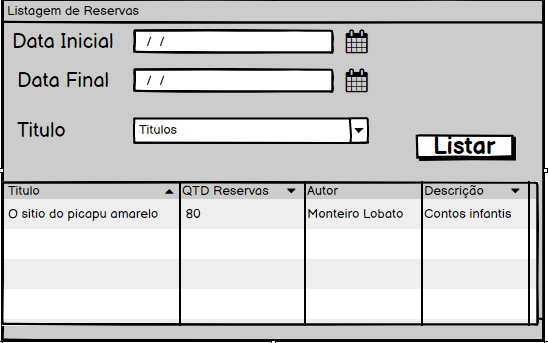 Listagem de Reservas
Data Inicial / /
Data Final / /
Titulo Titulos
Listar
Titulo QTD Reservas Autor Descrição
O sitio do picapu amarelo 80 Monteiro Lobato Contos infantis